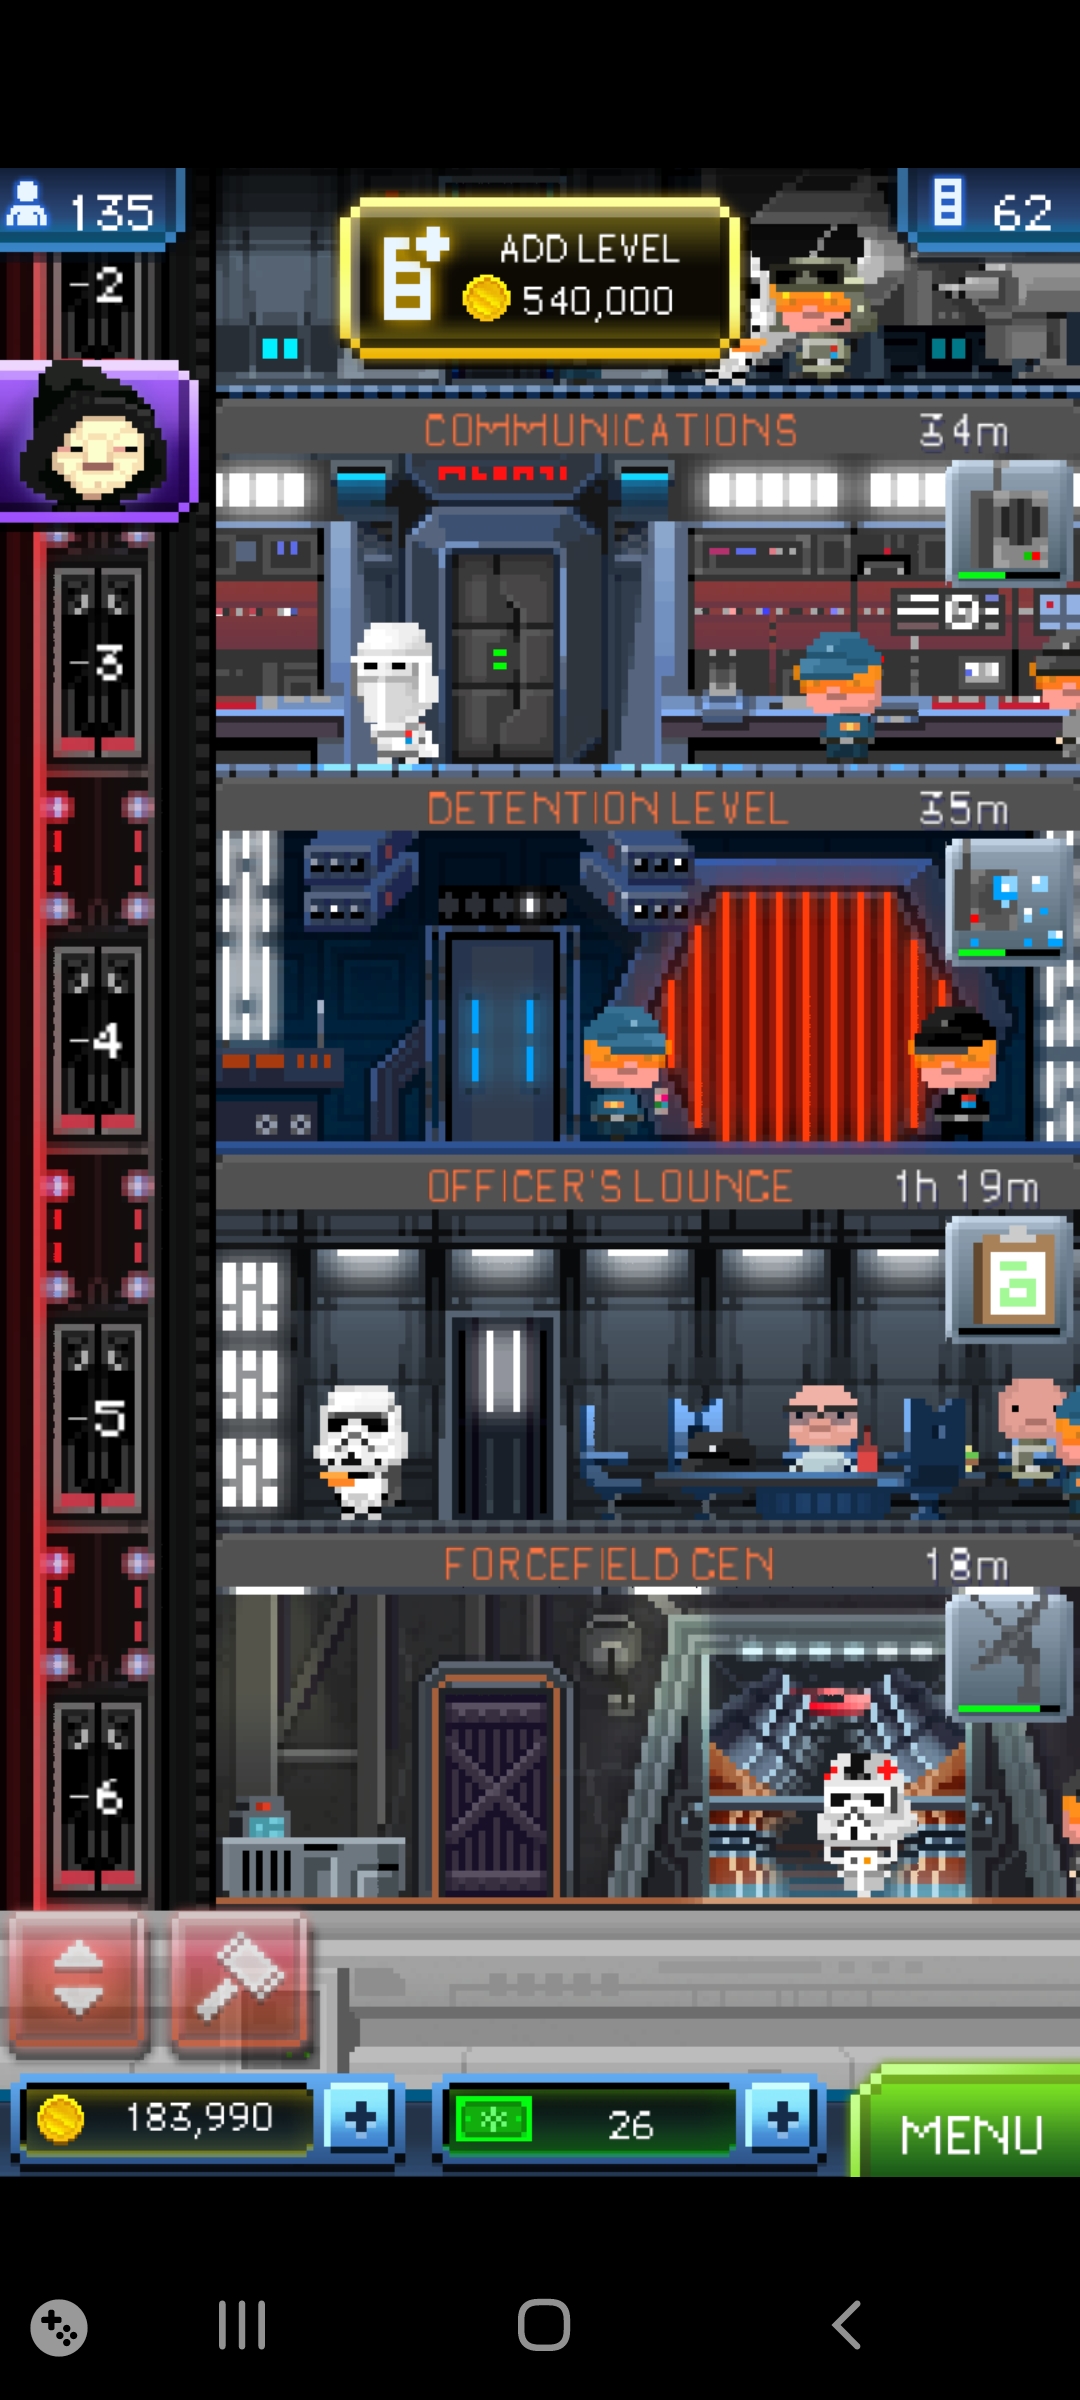 135
ADD LEVEL
540,000
62
-2
COMMUNICATIONS 34m
-3
DETENTION LEVEL 35m
-4
OFFICER'S LOUNGE 1h 19m
-5
FORCEFIELD GEN 18m
-6
183,990
26
MENU